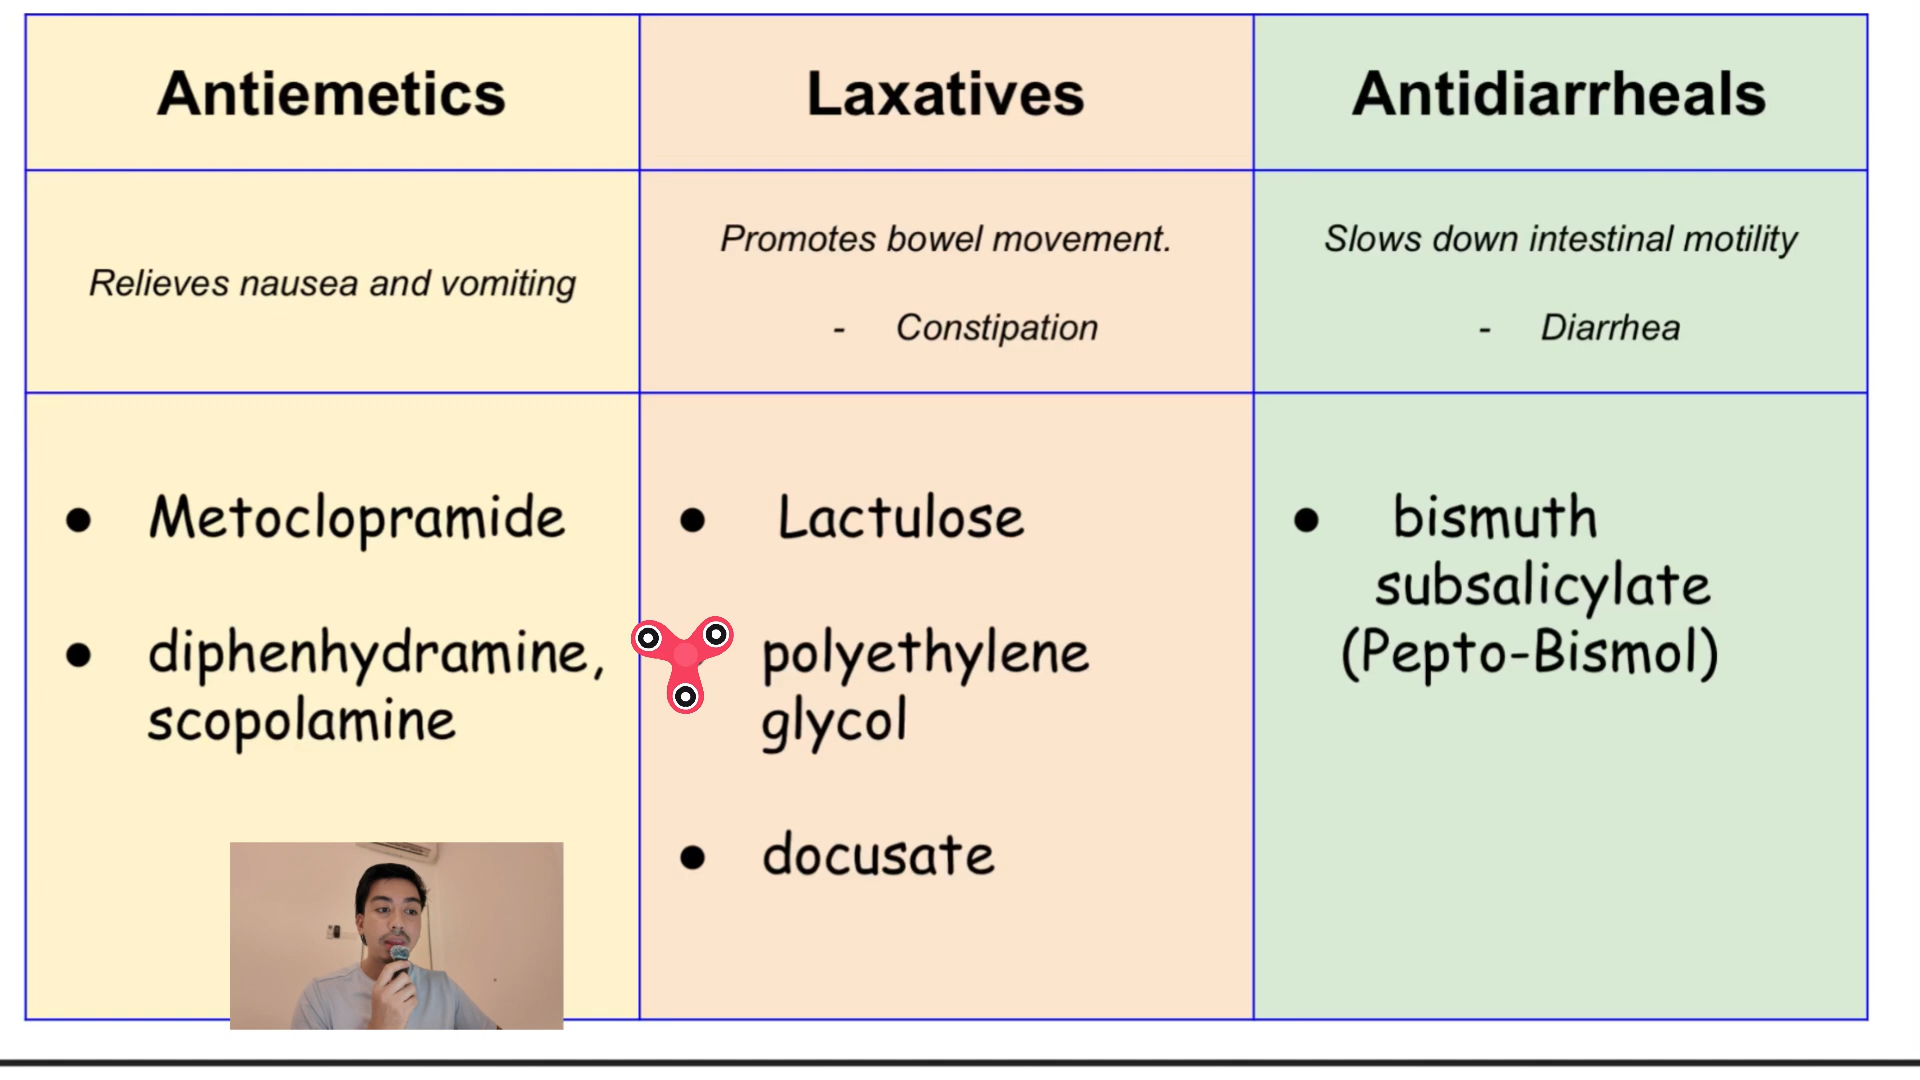 Antiemetics
Laxatives
Antidiarrheals
Relieves nausea and vomiting
Promotes bowel movement.
- Constipation
Slows down intestinal motility
- Diarrhea
● Metoclopramide
● diphenhydramine,
scopolamine
● Lactulose
polyethylene
glycol
● docusate
● bismuth
subsalicylate
(Pepto-Bismol)